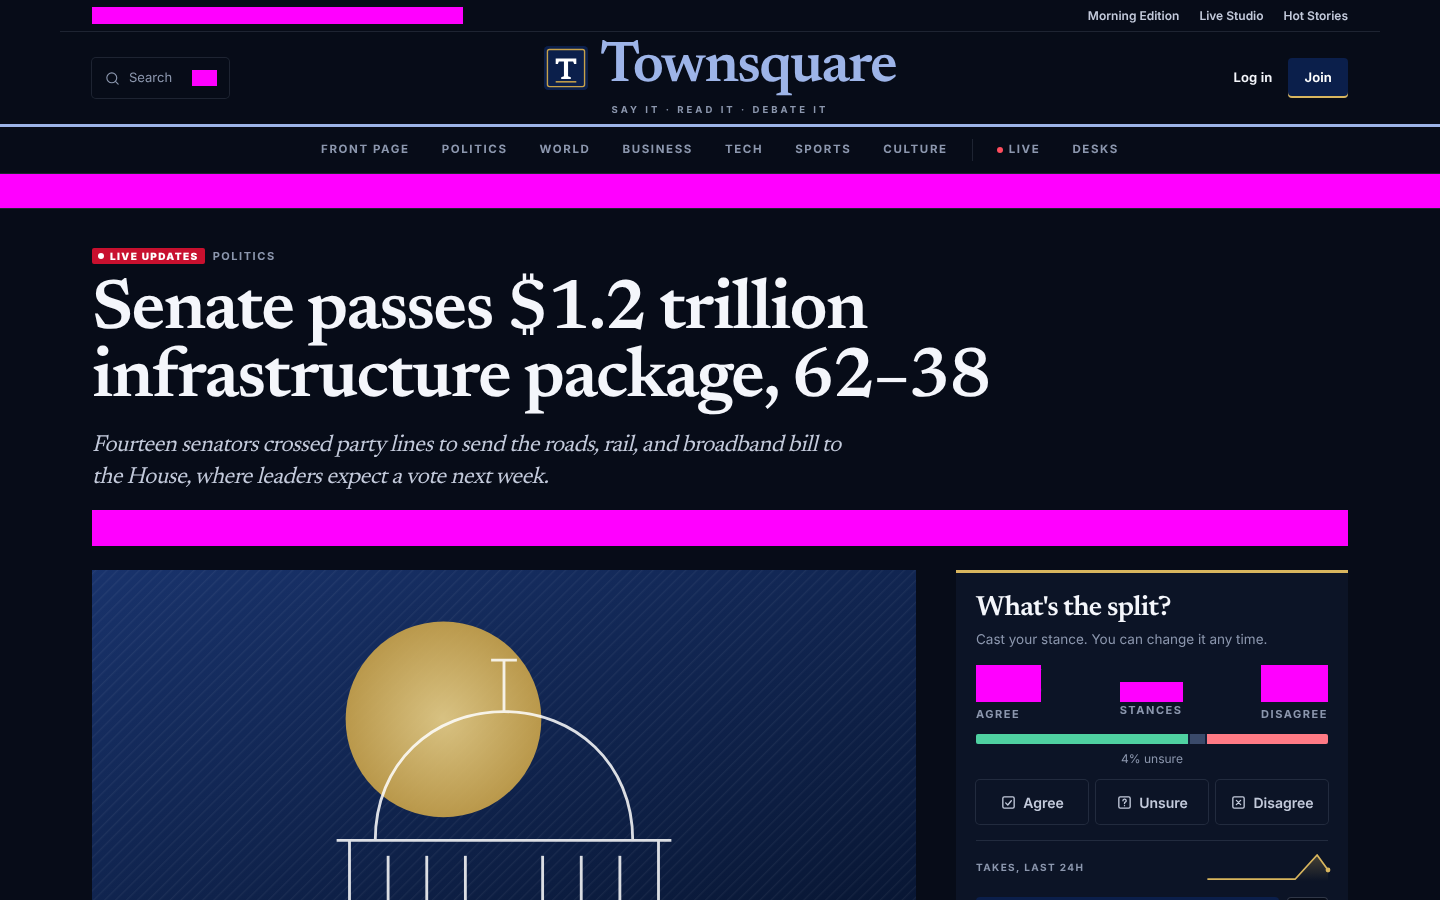 Morning Edition Live Studio Hot Stories
Search
T Townsquare
Log in Join
SAY IT · READ IT · DEBATE IT
FRONT PAGE POLITICS WORLD BUSINESS TECH SPORTS CULTURE LIVE DESKS
LIVE UPDATES POLITICS
Senate passes $1.2 trillion
infrastructure package, 62–38
Fourteen senators crossed party lines to send the roads, rail, and broadband bill to
the House, where leaders expect a vote next week.
What's the split?
Cast your stance. You can change it any time.
AGREE STANCES DISAGREE
4% unsure
Agree Unsure Disagree
TAKES, LAST 24H